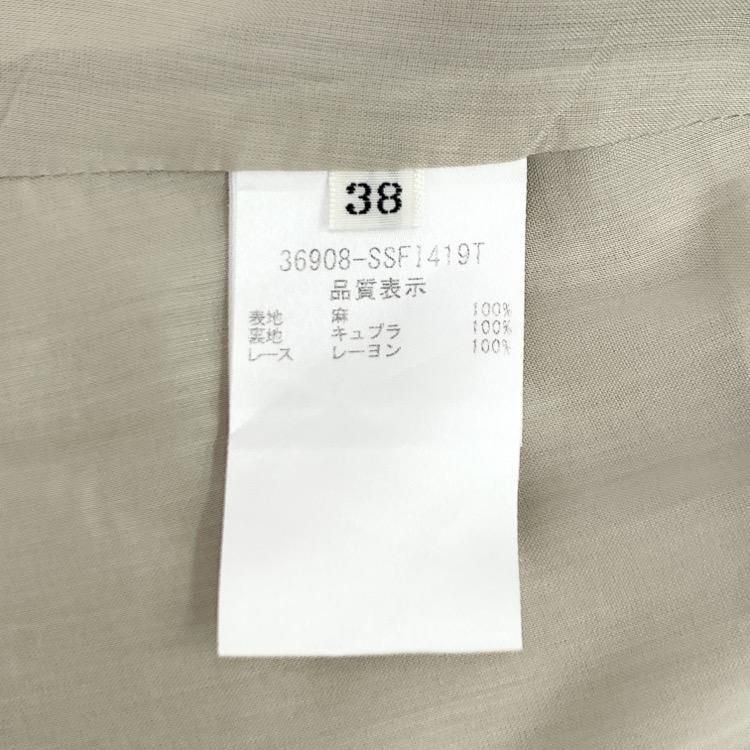 38
36908-SSFI419T
品質表示
表地 麻 100%
裏地 キュプラ 100%
レース レーヨン 100%